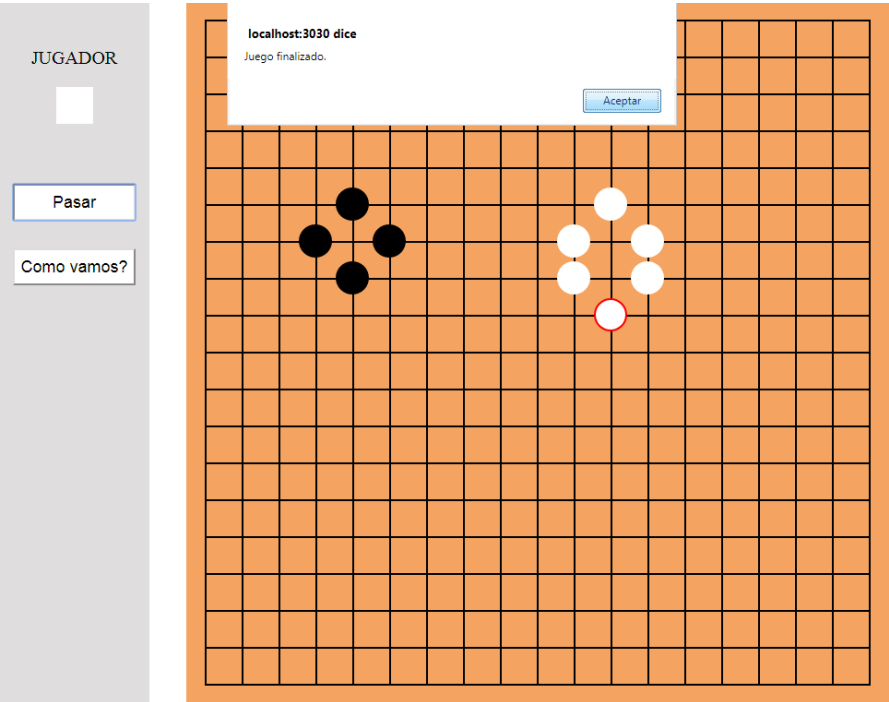 JUGADOR
Pasar
Como vamos?
localhost:3030 dice
Juego finalizado.
Aceptar